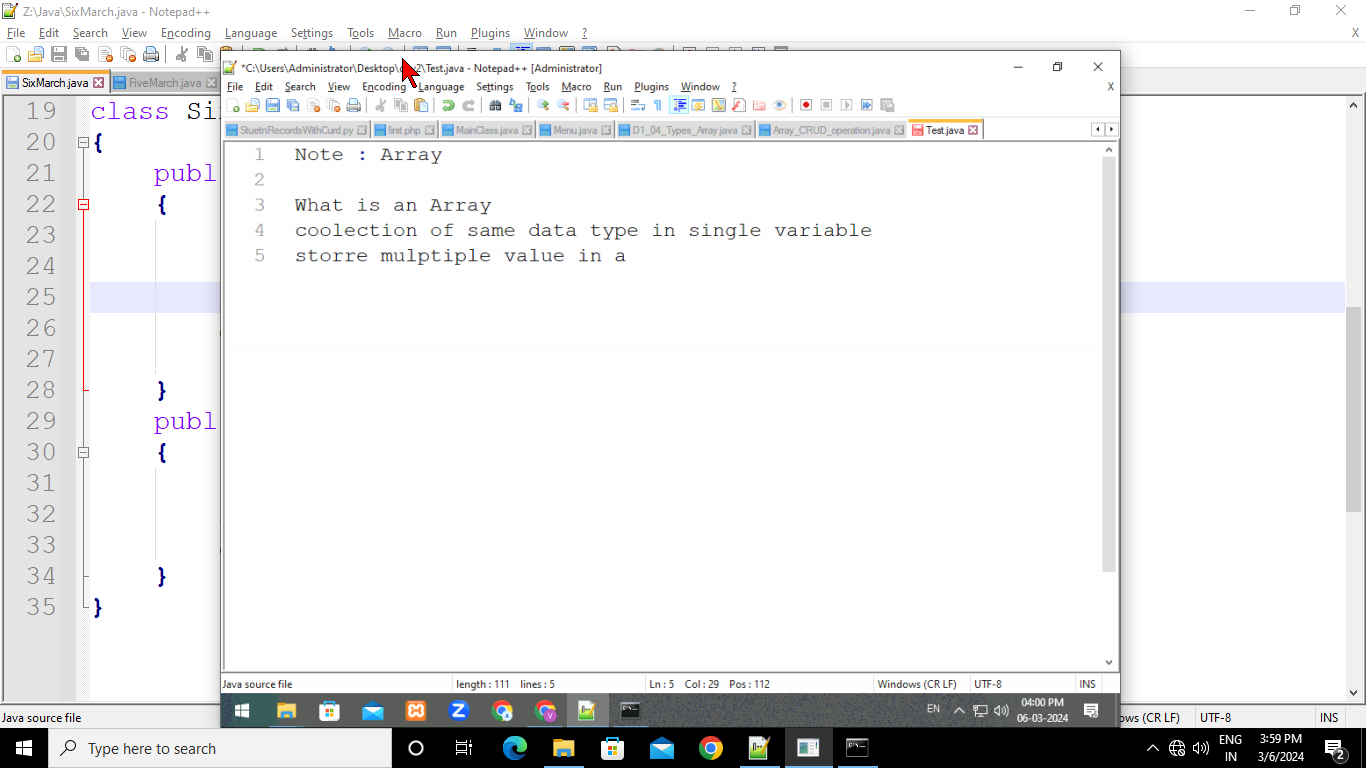 Z:\Java\SixMarch.java - Notepad++
File Edit Search View Encoding Language Settings Tools Macro Run Plugins Window ? X
SixMarch.java FiveMarch.java
19 class Si
20 {
21 publ
22 {
23
24
25
26
27
28 }
29 publ
30 {
31
32
33
34 }
35 }
*C:\Users\Administrator\Desktop\ 2\Test.java - Notepad++ [Administrator]
File Edit Search View Encoding Language Settings Tools Macro Run Plugins Window ? X
StuetnRecordsWithCurd.py linit.php MainClass.java Menu.java D1_04_Types_Array.java Array_CRUD_operation.java Test.java
1 Note : Array
2
3 What is an Array
4 coolection of same data type in single variable
5 storre mulptiple value in a
Java source file length : 111 lines : 5 Ln : 5 Col : 29 Pos : 112 Windows (CR LF) UTF-8 INS
EN 04:00 PM
06-03-2024
Java source file ows (CR LF) UTF-8 INS
Type here to search
ENG 3:59 PM
IN 3/6/2024 2